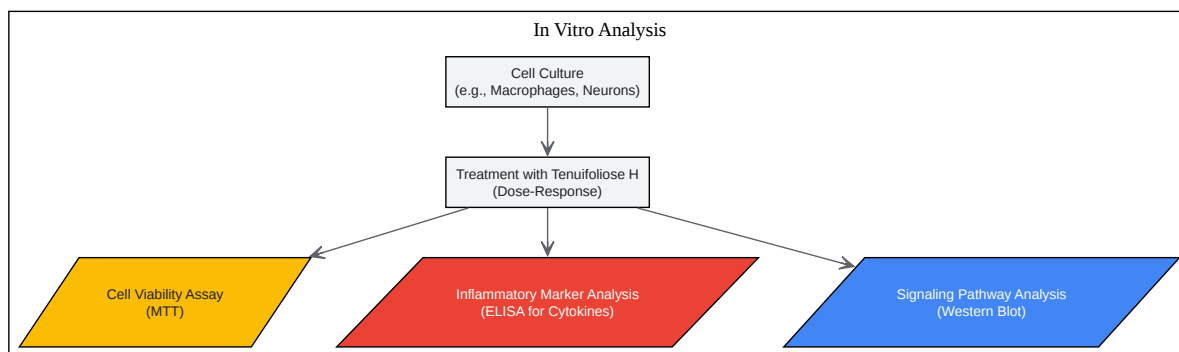 In Vitro Analysis
Cell Culture
(e.g., Macrophages, Neurons)
Treatment with Tenuifoliose H
(Dose-Response)
Cell Viability Assay
(MTT)
Inflammatory Marker Analysis
(ELISA for Cytokines)
Signaling Pathway Analysis
(Western Blot)